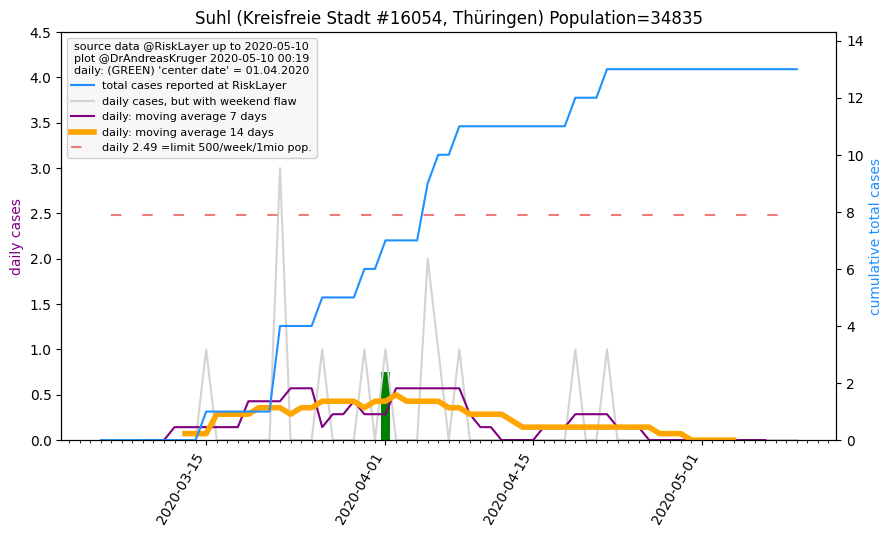 Suhl (Kreisfreie Stadt #16054, Thüringen) Population=34835
source data @RiskLayer up to 2020-05-10
plot @DrAndreasKruger 2020-05-10 00:19
daily: (GREEN) 'center date' = 01.04.2020
total cases reported at RiskLayer
daily cases, but with weekend flaw
daily: moving average 7 days
daily: moving average 14 days
daily 2.49 =limit 500/week/1mio pop.
daily cases
4.5
4.0
3.5
3.0
2.5
2.0
1.5
1.0
0.5
0.0
cumulative total cases
14
12
10
8
6
4
2
0
2020-03-15
2020-04-01
2020-04-15
2020-05-01